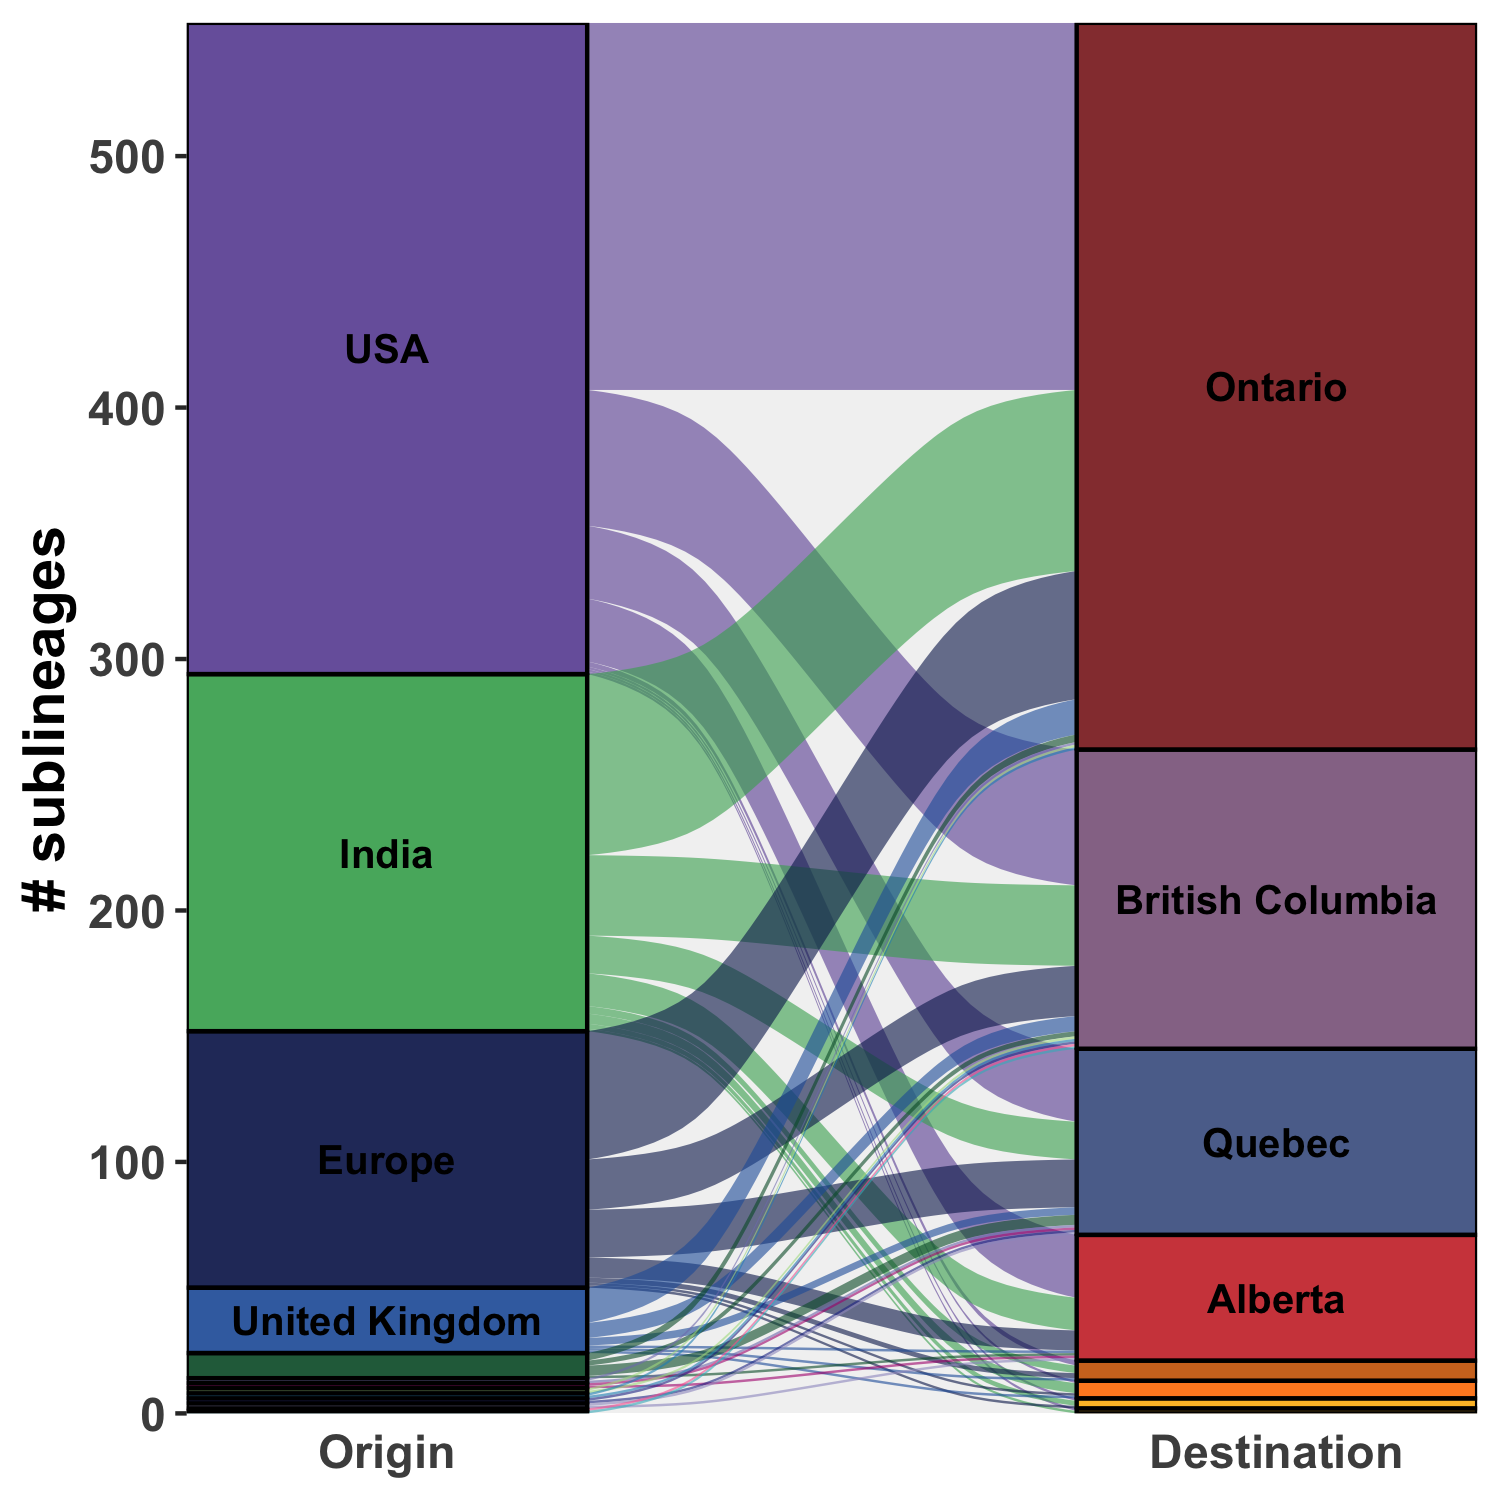 # sublineages
500
400
300
200
100
0
USA
India
Europe
United Kingdom
Ontario
British Columbia
Quebec
Alberta
Origin
Destination